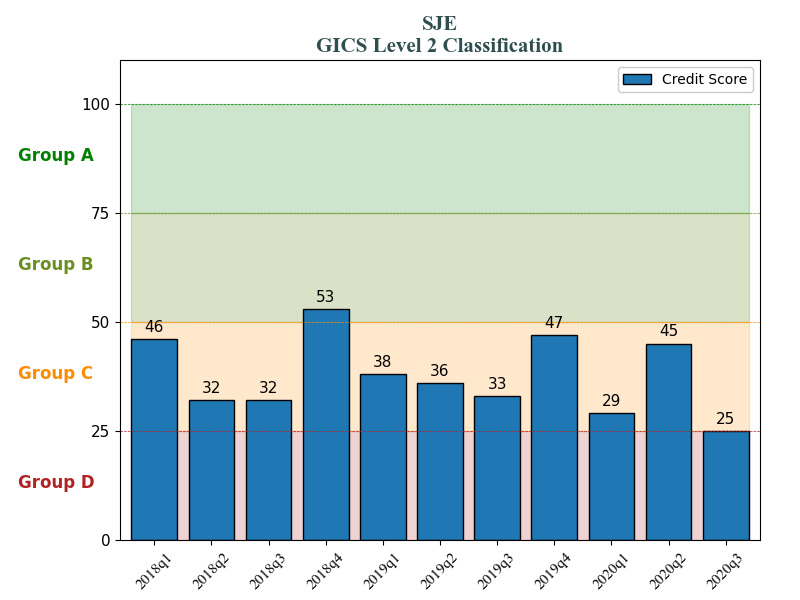 SJE
GICS Level 2 Classification
Credit Score
100
Group A
75
Group B
50
Group C
25
Group D
0
46
32
32
53
38
36
33
47
29
45
25
2018q1
2018q2
2018q3
2018q4
2019q1
2019q2
2019q3
2019q4
2020q1
2020q2
2020q3